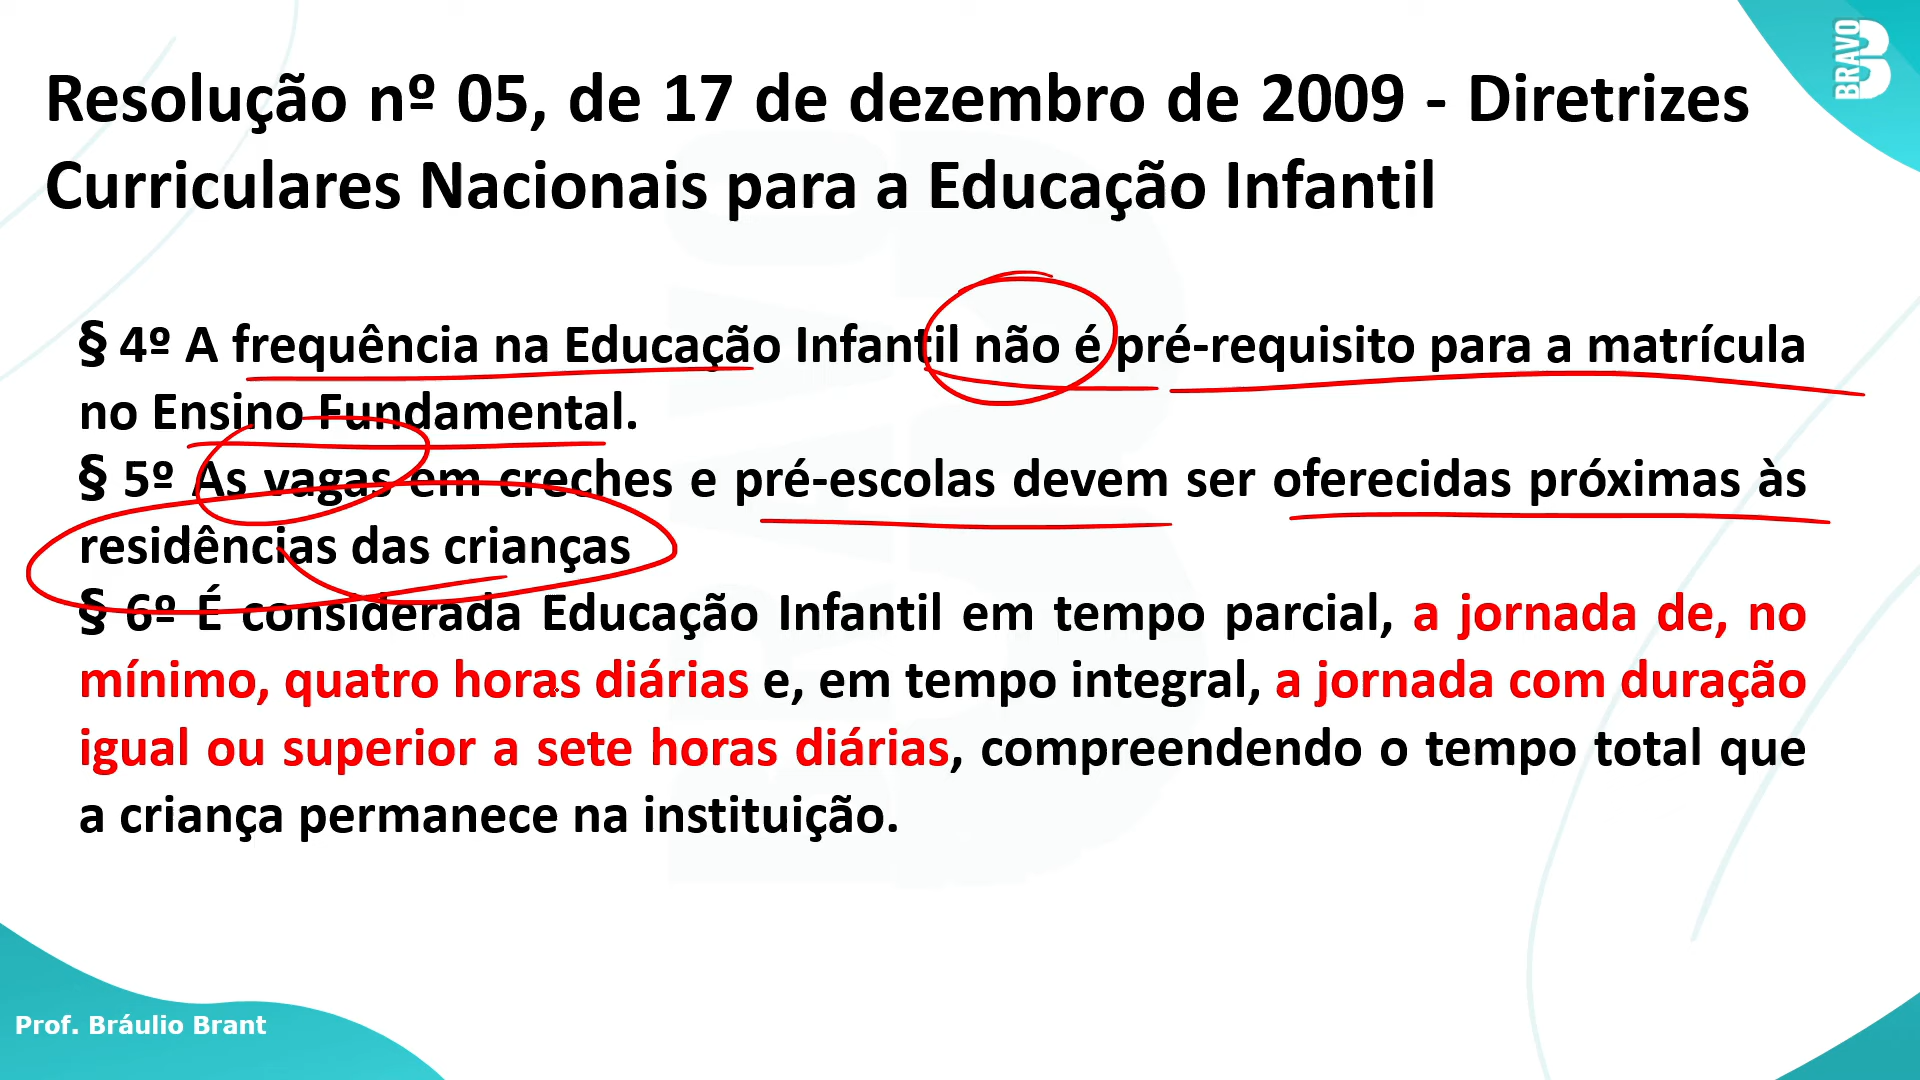 BRAVO
Resolução nº 05, de 17 de dezembro de 2009 - Diretrizes
Curriculares Nacionais para a Educação Infantil
§ 4º A frequência na Educação Infantil não é pré-requisito para a matrícula
no Ensino Fundamental.
§ 5º As vagas em creches e pré-escolas devem ser oferecidas próximas às
residências das crianças
§ 6º É considerada Educação Infantil em tempo parcial, a jornada de, no
mínimo, quatro horas diárias e, em tempo integral, a jornada com duração
igual ou superior a sete horas diárias, compreendendo o tempo total que
a criança permanece na instituição.
Prof. Bráulio Brant